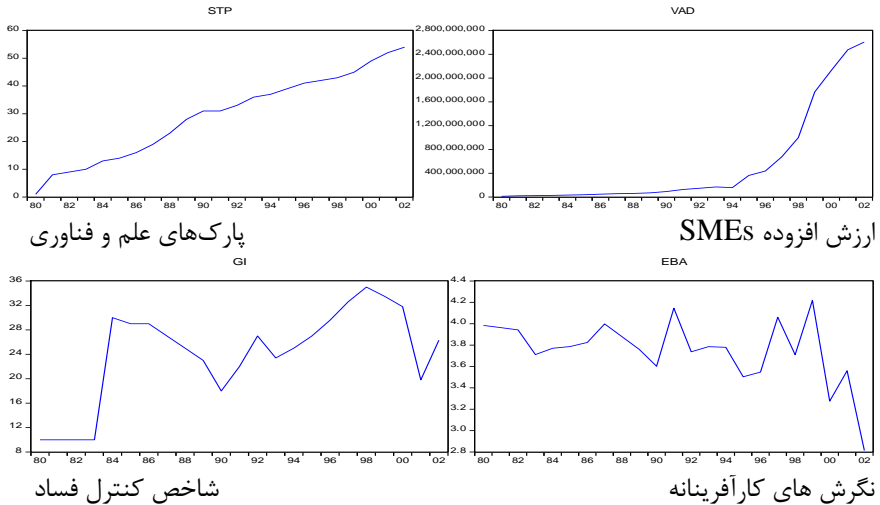 STP
60
50
40
30
20
10
0
80 82 84 86 88 90 92 94 96 98 00 02
پارک‌های علم و فناوری
VAD
2,800,000,000
2,400,000,000
2,000,000,000
1,600,000,000
1,200,000,000
800,000,000
400,000,000
0
80 82 84 86 88 90 92 94 96 98 00 02
ارزش افزوده SMEs
GI
36
32
28
24
20
16
12
8
80 82 84 86 88 90 92 94 96 98 00 02
شاخص کنترل فساد
EBA
4.4
4.2
4.0
3.8
3.6
3.4
3.2
3.0
2.8
80 82 84 86 88 90 92 94 96 98 00 02
نگرش های کارآفرینانه